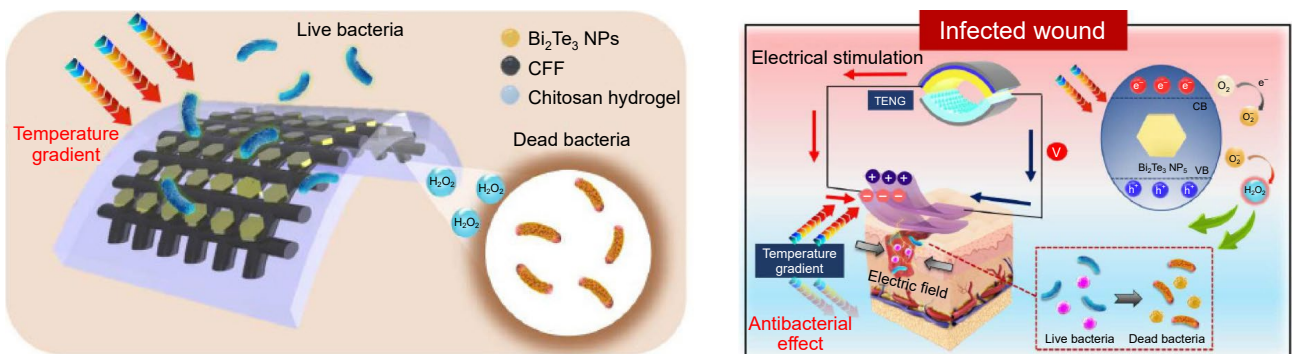 Live bacteria
Bi₂Te₃ NPs
CFF
Chitosan hydrogel
Temperature
gradient
Dead bacteria
H₂O₂
H₂O₂
H₂O₂
Infected wound
Electrical stimulation
TENG
V
+ + +
− − −
Temperature
gradient
Electric field
Antibacterial
effect
e⁻ e⁻ e⁻
CB
Bi₂Te₃ NPs
VB
h⁺ h⁺ h⁺
O₂
e⁻
O₂⁻
O₂⁻
H₂O₂
Live bacteria
Dead bacteria